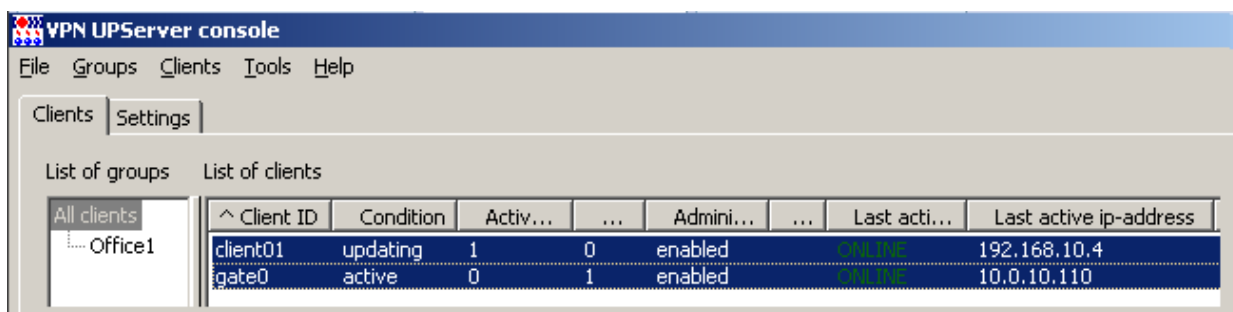 VPN UPServer console
File Groups Clients Tools Help
Clients Settings
List of groups List of clients
All clients ^ Client ID Condition Activ... ... Admini... ... Last acti... Last active ip-address
Office1 client01 updating 1 0 enabled ONLINE 192.168.10.4
gate0 active 0 1 enabled ONLINE 10.0.10.110